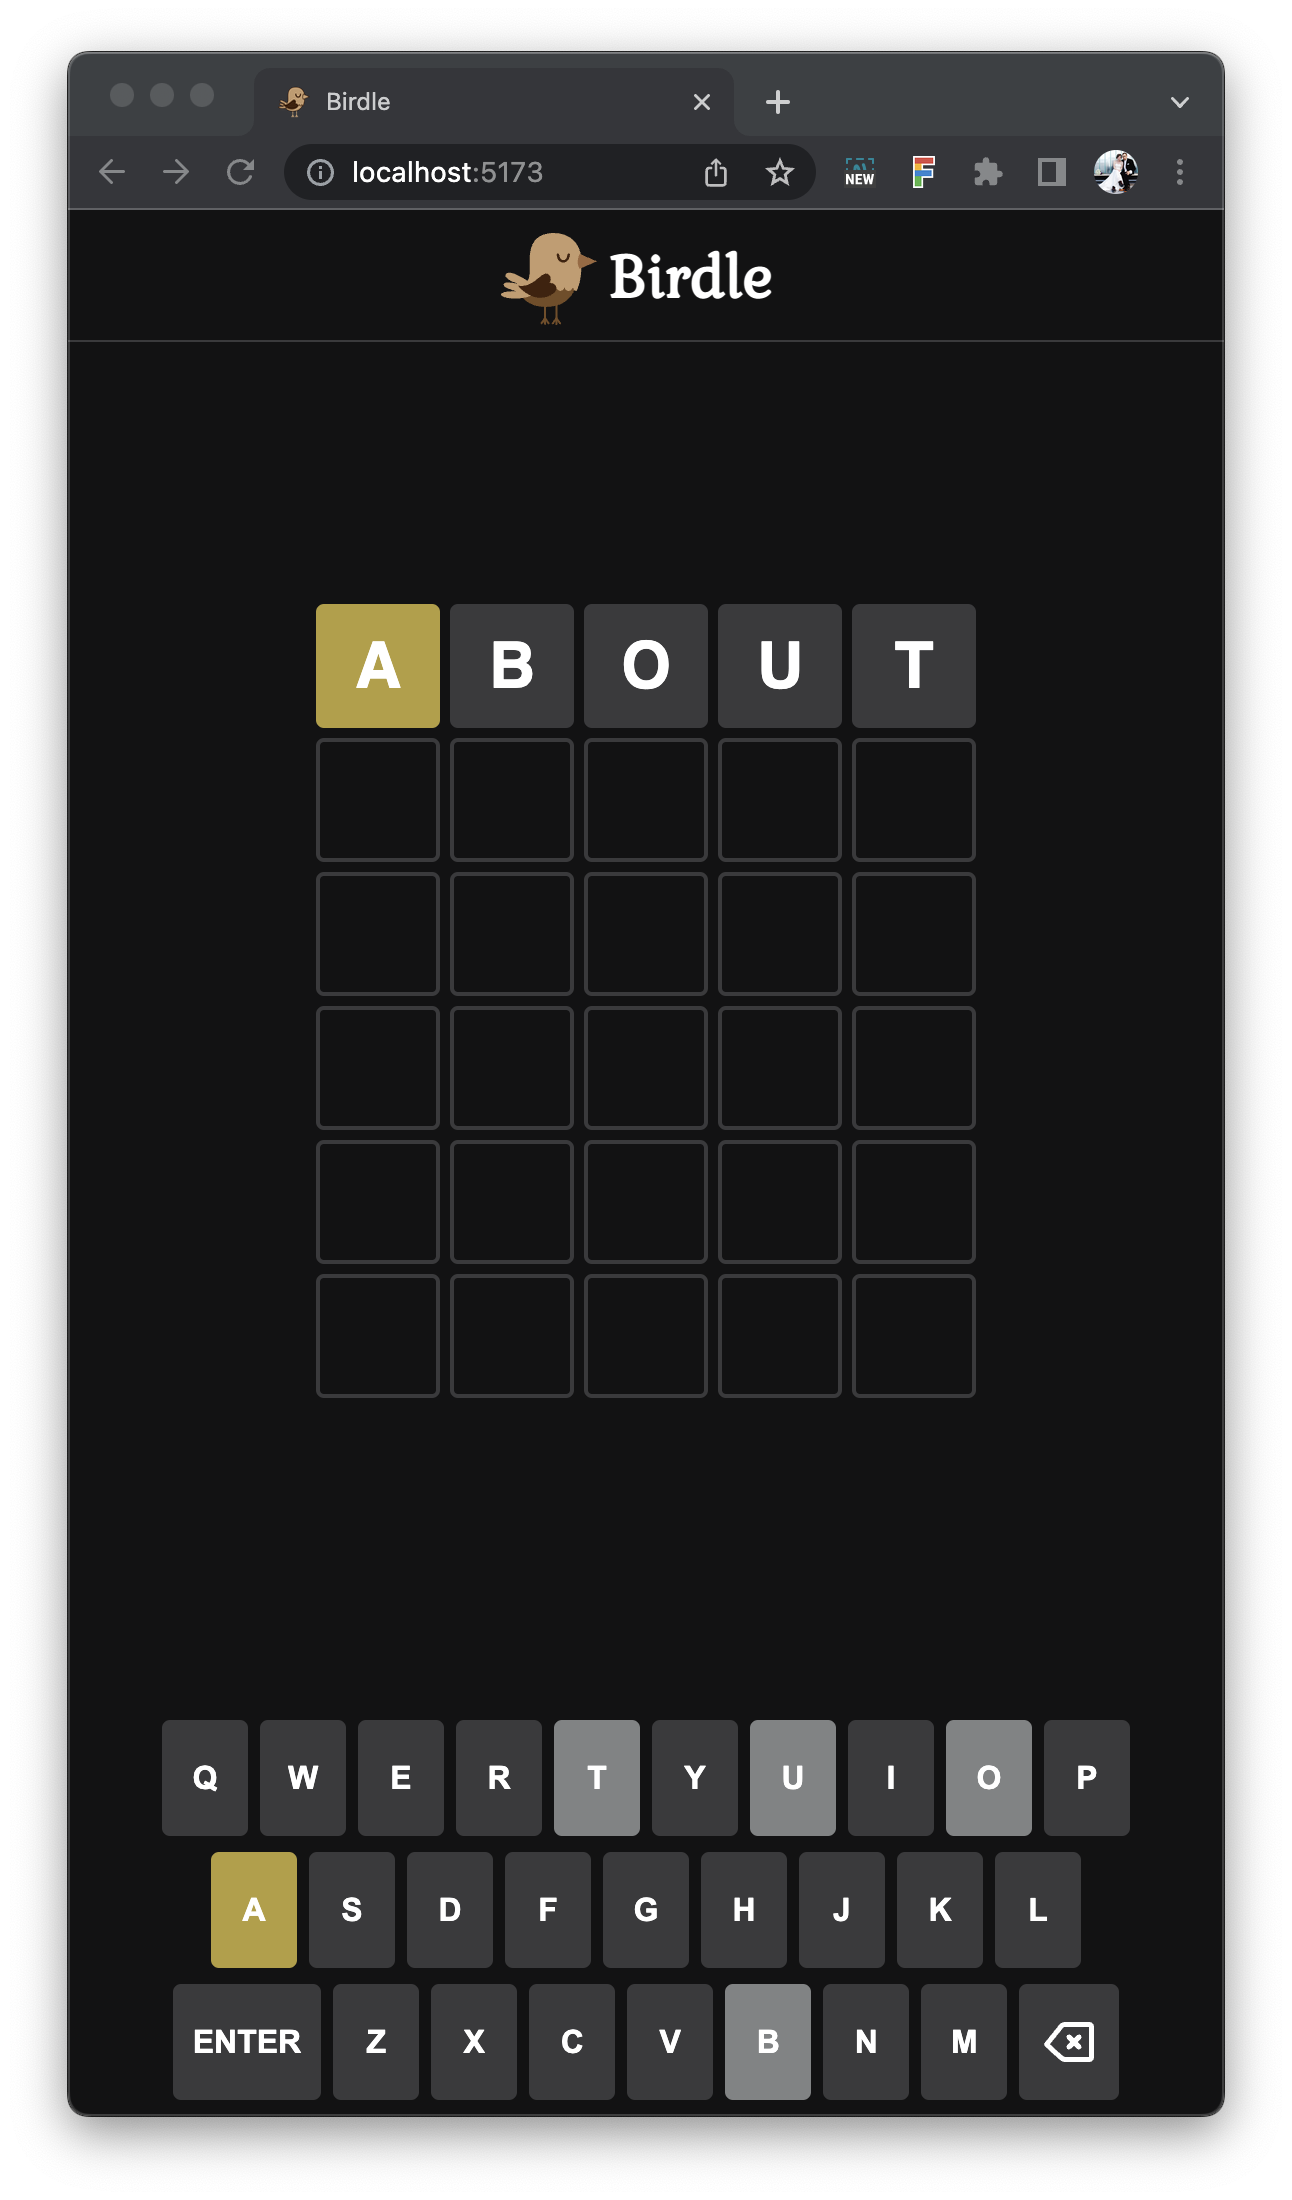 Birdle
localhost:5173
NEW
F
Birdle
A B O U T
Q W E R T Y U I O P
A S D F G H J K L
ENTER Z X C V B N M